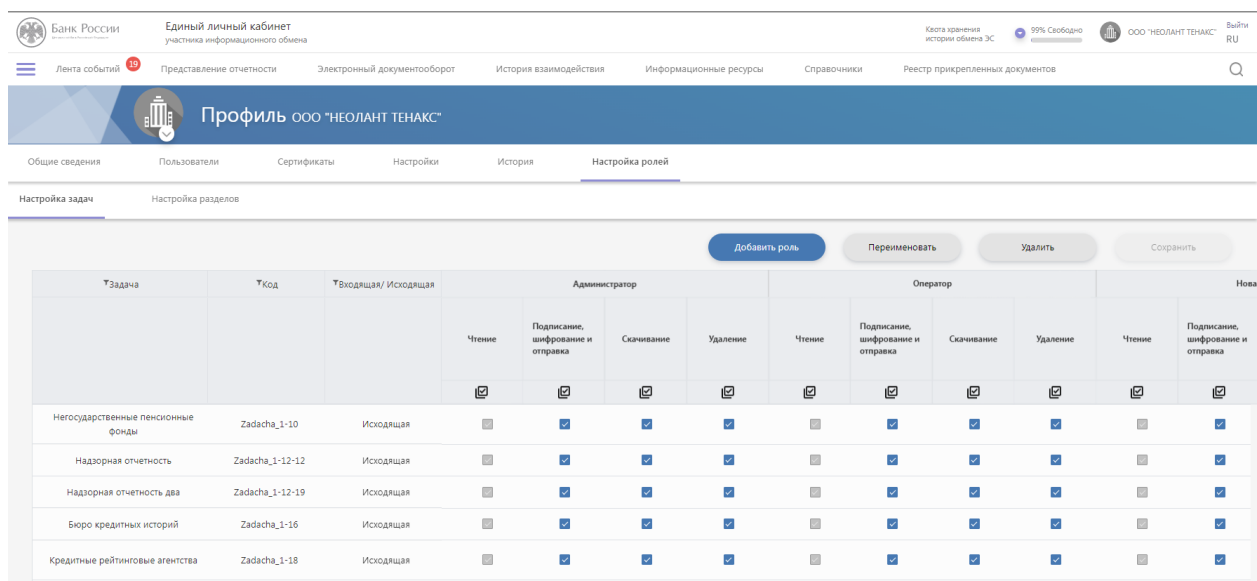 Банк России
Единый личный кабинет
участника информационного обмена
Квота хранения
истории обмена ЭС
99% Свободно
ООО "НЕОЛАНТ ТЕНАКС"
Выйти
RU
Лента событий 19 Представление отчетности Электронный документооборот История взаимодействия Информационные ресурсы Справочники Реестр прикрепленных документов
Профиль ООО "НЕОЛАНТ ТЕНАКС"
Общие сведения Пользователи Сертификаты Настройки История Настройка ролей
Настройка задач Настройка разделов
Добавить роль Переименовать Удалить Сохранить
Задача Код Входящая/ Исходящая Администратор Оператор Нова
Чтение Подписание, шифрование и отправка Скачивание Удаление Чтение Подписание, шифрование и отправка Скачивание Удаление Чтение Подписание, шифрование и отправка
Негосударственные пенсионные
фонды Zadacha_1-10 Исходящая
Надзорная отчетность Zadacha_1-12-12 Исходящая
Надзорная отчетность два Zadacha_1-12-19 Исходящая
Бюро кредитных историй Zadacha_1-16 Исходящая
Кредитные рейтинговые агентства Zadacha_1-18 Исходящая